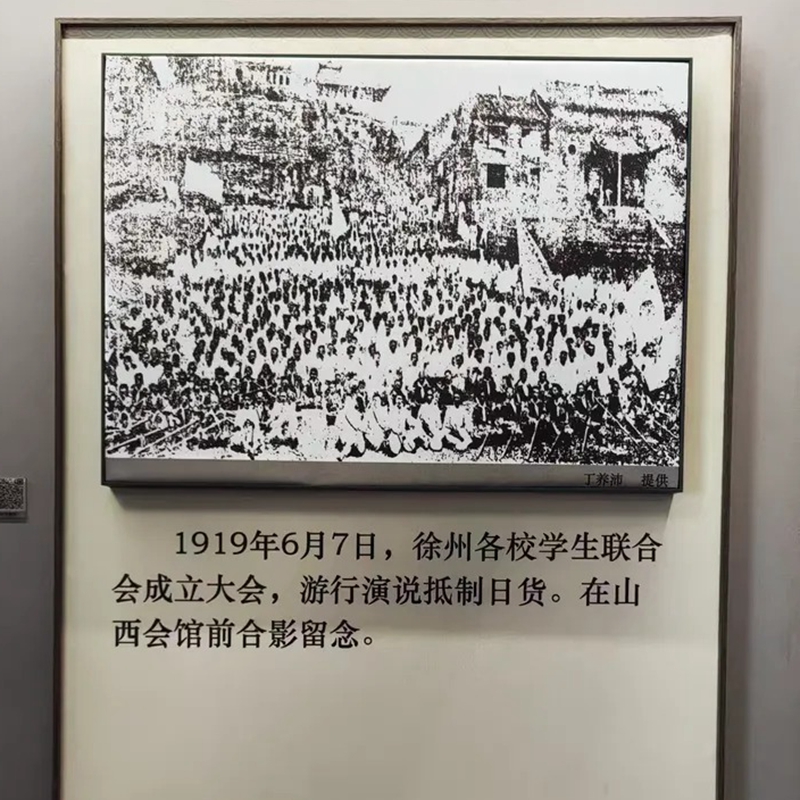 丁养沛 提供
1919年6月7日，徐州各校学生联合
会成立大会，游行演说抵制日货。在山
西会馆前合影留念。